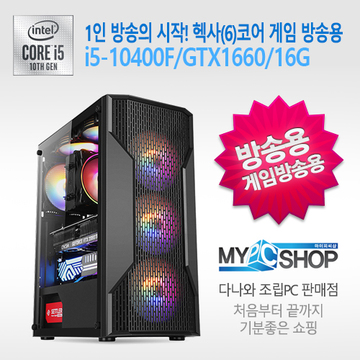 intel
CORE i5
10TH GEN
1인 방송의 시작! 헥사(6)코어 게임 방송용
i5-10400F/GTX1660/16G
방송용
게임방송용
마이피씨샵
MYPCSHOP
다나와 조립PC 판매점
처음부터 끝까지
기분좋은 쇼핑